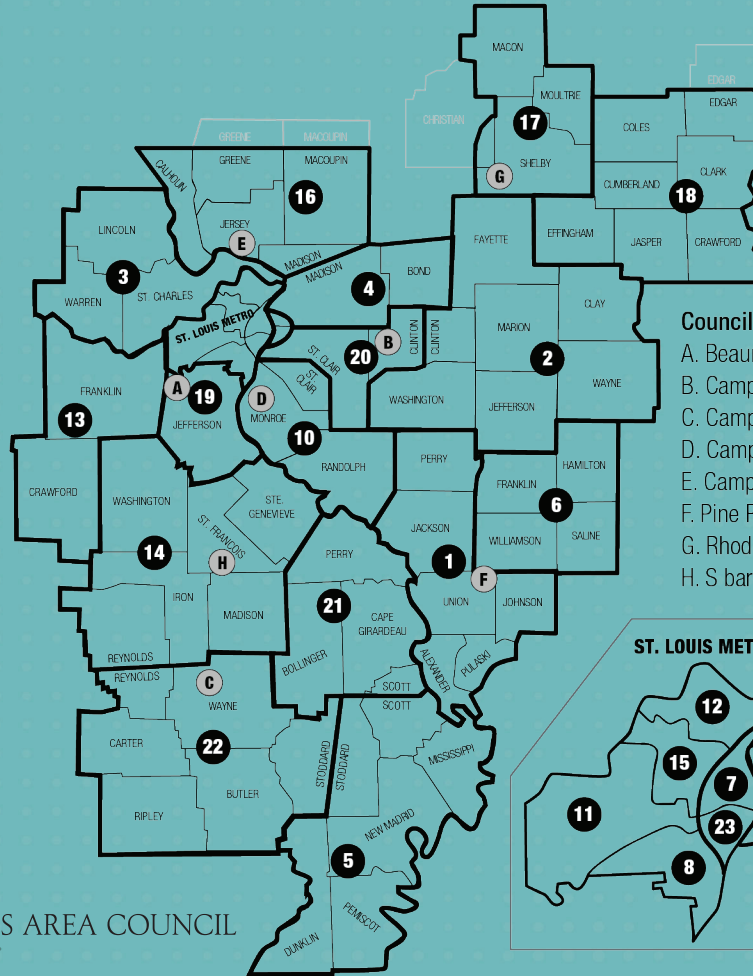 MACON
MOULTRIE
CHRISTIAN
17
SHELBY
G
EDGAR
EDGAR
COLES
CLARK
CUMBERLAND
18
JASPER
CRAWFORD
GREENE
MACOUPIN
CALHOUN
GREENE
MACOUPIN
16
JERSEY
E
LINCOLN
3
WARREN
ST. CHARLES
MADISON
MADISON
4
BOND
FAYETTE
EFFINGHAM
CLAY
MARION
2
WAYNE
JEFFERSON
CLINTON
CLINTON
WASHINGTON
ST. LOUIS METRO
B
20
ST. CLAIR
ST. CLAIR
A
19
JEFFERSON
D
MONROE
10
RANDOLPH
FRANKLIN
13
CRAWFORD
WASHINGTON
14
STE. GENEVIEVE
ST. FRANCOIS
H
IRON
MADISON
REYNOLDS
REYNOLDS
PERRY
JACKSON
1
F
UNION
JOHNSON
ALEXANDER
PULASKI
FRANKLIN
HAMILTON
6
WILLIAMSON
SALINE
PERRY
21
CAPE GIRARDEAU
BOLLINGER
SCOTT
SCOTT
C
WAYNE
CARTER
22
BUTLER
RIPLEY
STODDARD
STODDARD
MISSISSIPPI
NEW MADRID
5
PEMISCOT
DUNKLIN
Council
A. Beau
B. Camp
C. Camp
D. Camp
E. Camp
F. Pine
G. Rhod
H. S bar
ST. LOUIS MET
12
15
7
11
23
8
S AREA COUNCIL